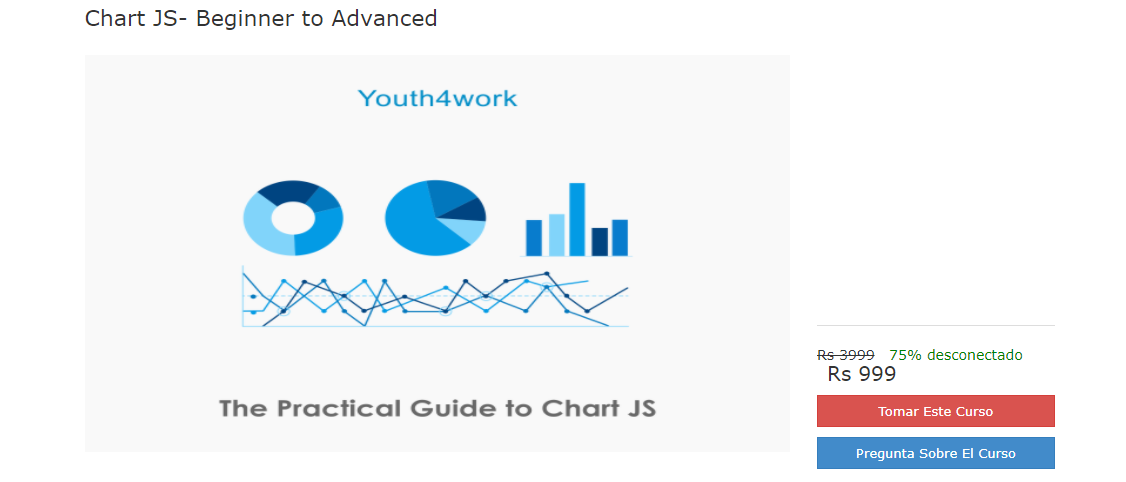 Chart JS- Beginner to Advanced
Youth4work
The Practical Guide to Chart JS
Rs 3999 75% desconectado
Rs 999
Tomar Este Curso
Pregunta Sobre El Curso